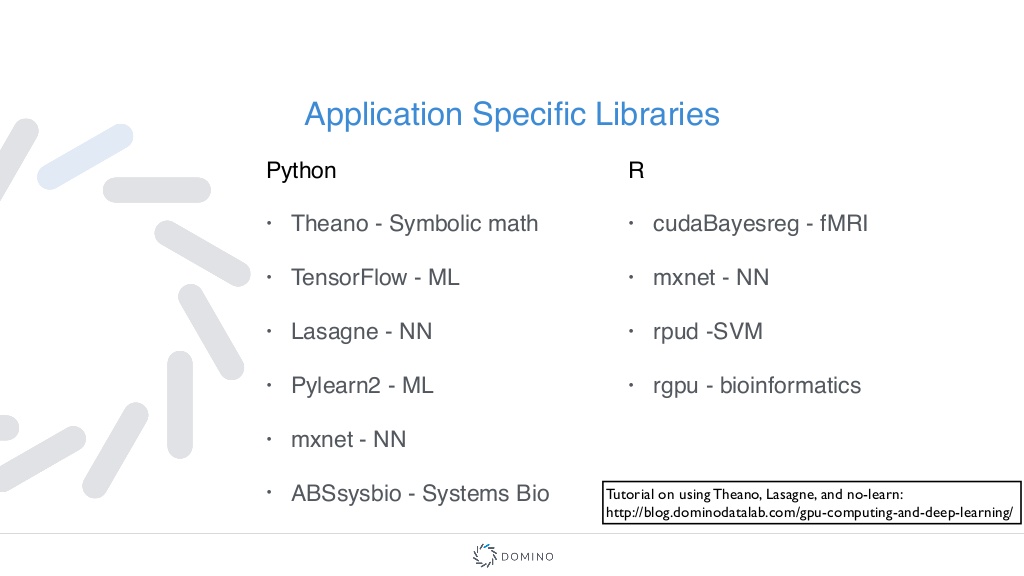 Application Specific Libraries
Python
• Theano - Symbolic math
• TensorFlow - ML
• Lasagne - NN
• Pylearn2 - ML
• mxnet - NN
• ABSsysbio - Systems Bio
R
• cudaBayesreg - fMRI
• mxnet - NN
• rpud -SVM
• rgpu - bioinformatics
Tutorial on using Theano, Lasagne, and no-learn:
http://blog.dominodatalab.com/gpu-computing-and-deep-learning/
DOMINO